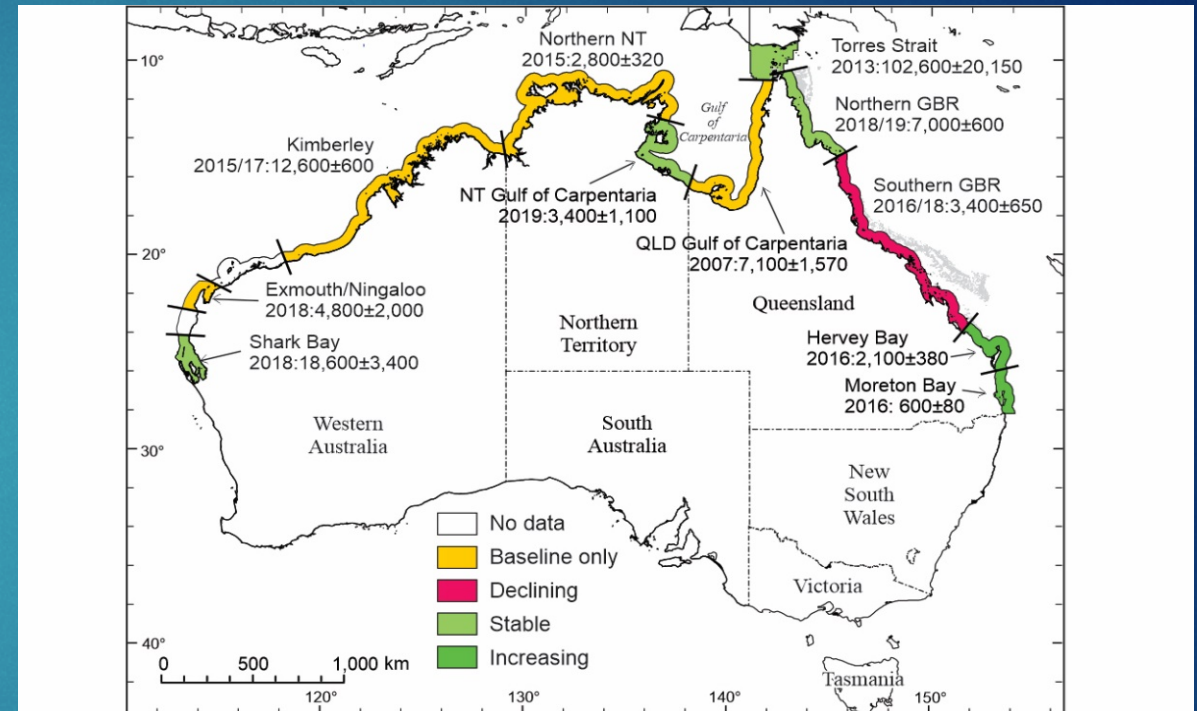 Northern NT
2015:2,800±320
Torres Strait
2013:102,600±20,150
Northern GBR
2018/19:7,000±600
Gulf
of
Carpentaria
Kimberley
2015/17:12,600±600
NT Gulf of Carpentaria
2019:3,400±1,100
Southern GBR
2016/18:3,400±650
QLD Gulf of Carpentaria
2007:7,100±1,570
Exmouth/Ningaloo
2018:4,800±2,000
Shark Bay
2018:18,600±3,400
Queensland
Northern
Territory
Hervey Bay
2016:2,100±380
Moreton Bay
2016: 600±80
Western
Australia
South
Australia
New
South
Wales
Victoria
Tasmania
No data
Baseline only
Declining
Stable
Increasing
0 500 1,000 km
10°
20°
30°
40°
120° 130° 140° 150°